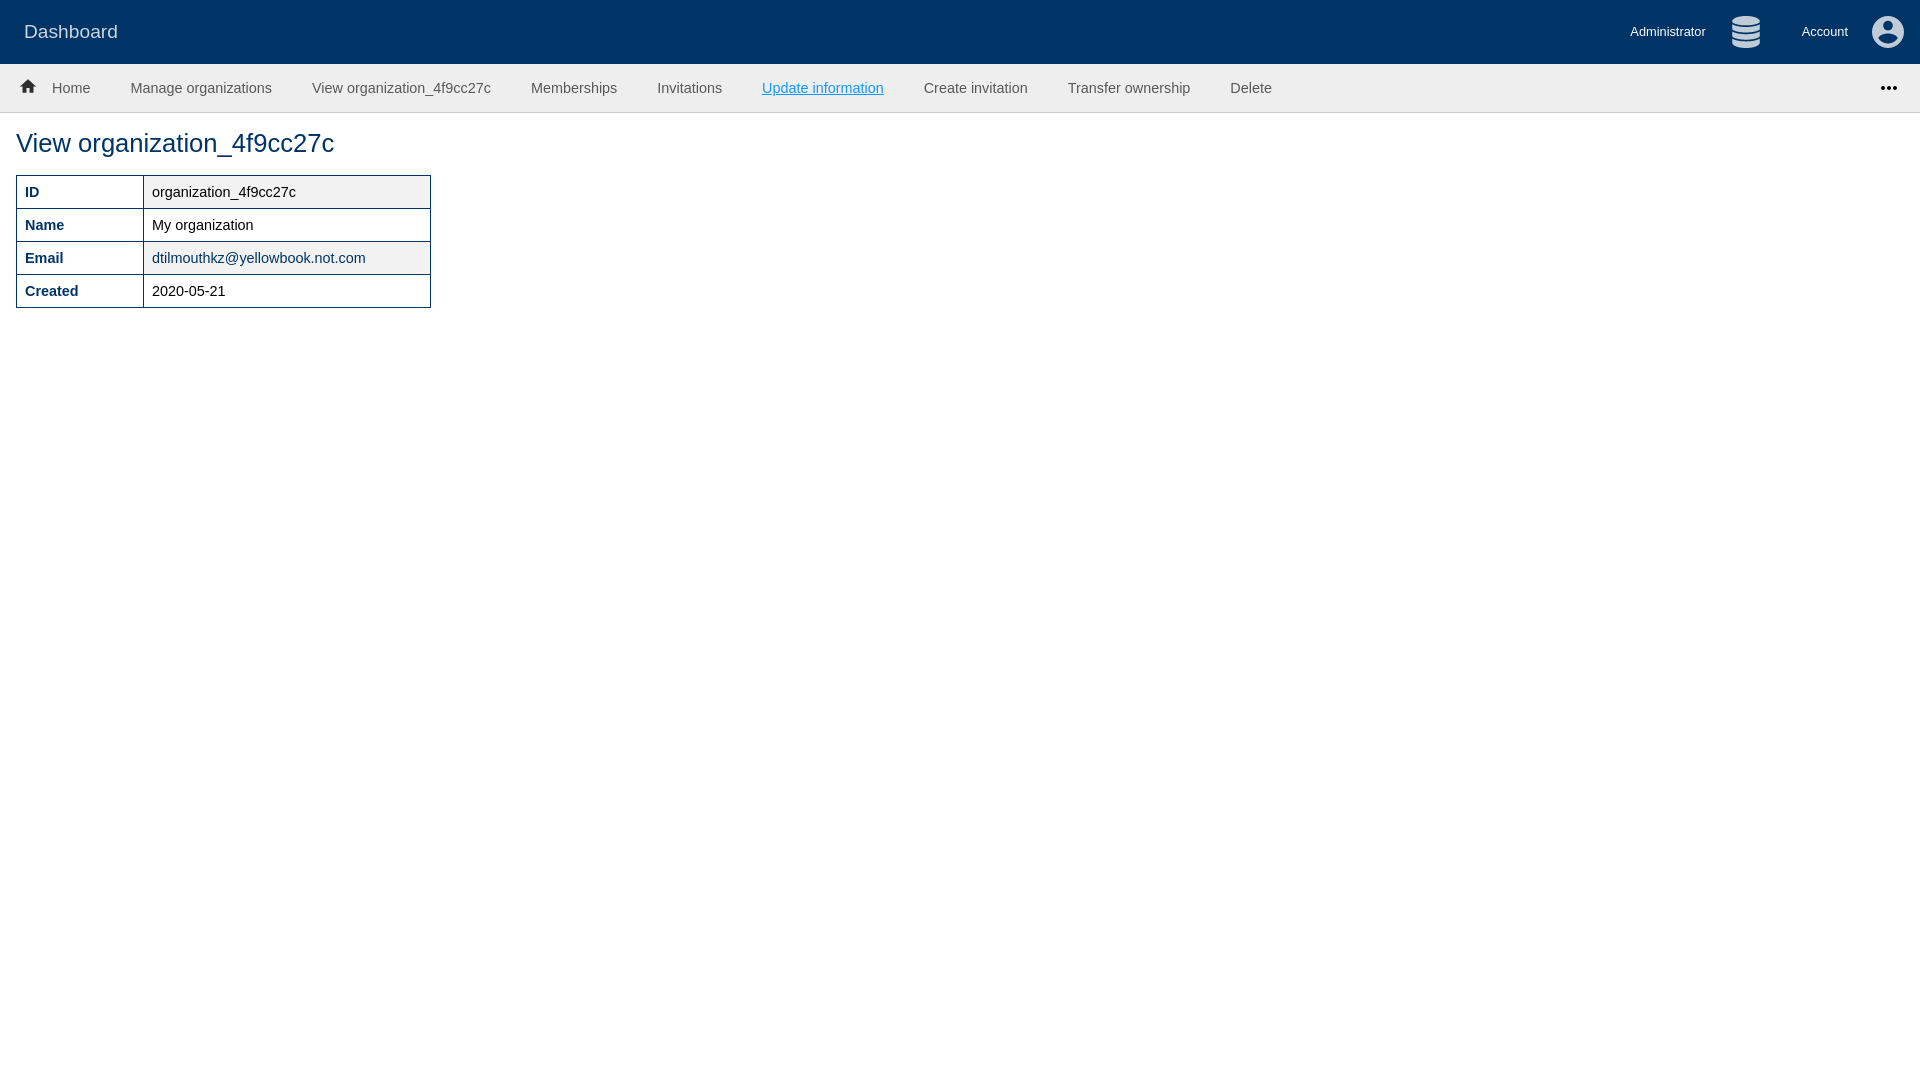 Dashboard
Administrator
Account
Home
Manage organizations
View organization_4f9cc27c
Memberships
Invitations
Update information
Create invitation
Transfer ownership
Delete
View organization_4f9cc27c
ID organization_4f9cc27c
Name My organization
Email dtilmouthkz@yellowbook.not.com
Created 2020-05-21